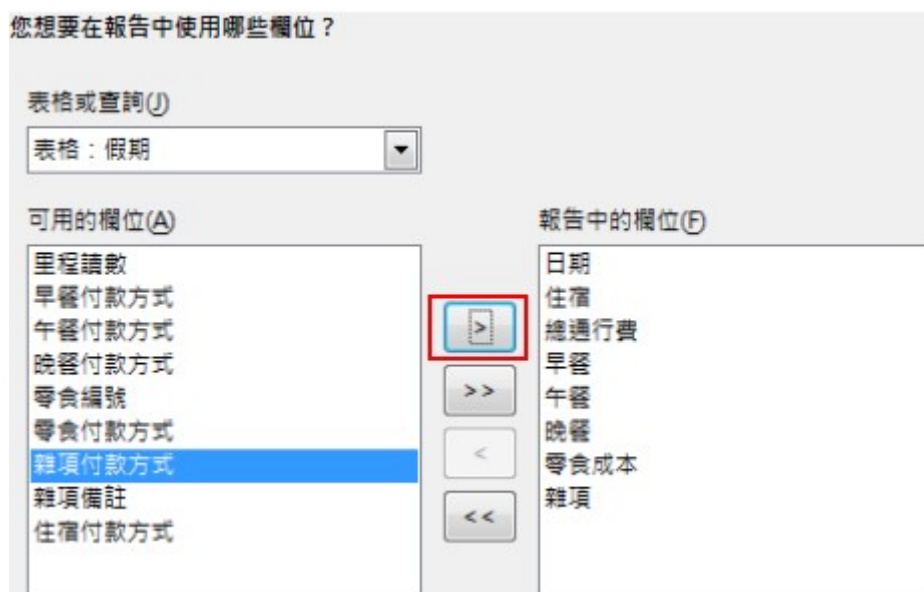 您想要在報告中使用哪些欄位？
表格或查詢(J)
表格：假期
可用的欄位(A)
里程讀數
早餐付款方式
午餐付款方式
晚餐付款方式
零食編號
零食付款方式
雜項付款方式
雜項備註
住宿付款方式
>
>>
<
<<
報告中的欄位(F)
日期
住宿
總通行費
早餐
午餐
晚餐
零食成本
雜項